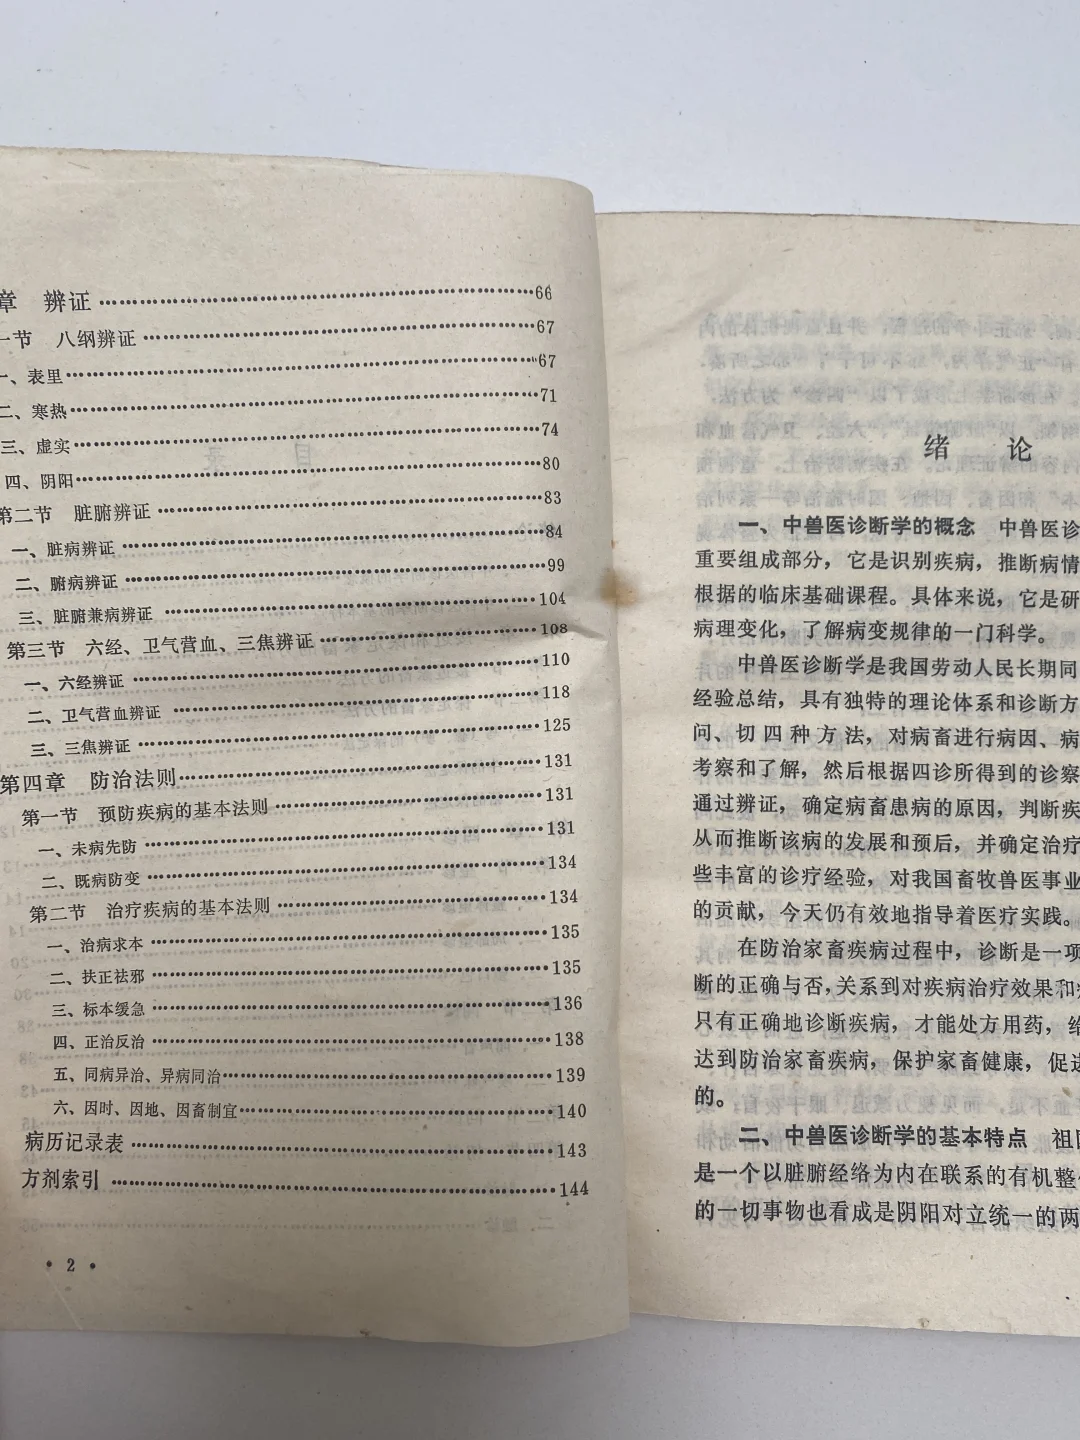 章 辨证……66
一节 八纲辨证……67
一、表里……67
二、寒热……71
三、虚实……74
四、阴阳……80
第二节 脏腑辨证……83
一、脏病辨证……84
二、腑病辨证……99
三、脏腑兼病辨证……104
第三节 六经、卫气营血、三焦辨证……108
一、六经辨证……110
二、卫气营血辨证……118
三、三焦辨证……125
第四章 防治法则……131
第一节 预防疾病的基本法则……131
一、未病先防……131
二、既病防变……134
第二节 治疗疾病的基本法则……134
一、治病求本……135
二、扶正祛邪……135
三、标本缓急……136
四、正治反治……138
五、同病异治、异病同治……139
六、因时、因地、因畜制宜……140
病历记录表……143
方剂索引……144
• 2 •
绪 论
一、中兽医诊断学的概念 中兽医诊
重要组成部分，它是识别疾病，推断病情
根据的临床基础课程。具体来说，它是研
病理变化，了解病变规律的一门科学。
中兽医诊断学是我国劳动人民长期同
经验总结，具有独特的理论体系和诊断方
问、切四种方法，对病畜进行病因、病
考察和了解，然后根据四诊所得到的诊察
通过辨证，确定病畜患病的原因，判断疾
从而推断该病的发展和预后，并确定治疗
些丰富的诊疗经验，对我国畜牧兽医事业
的贡献，今天仍有效地指导着医疗实践。
在防治家畜疾病过程中，诊断是一项
断的正确与否，关系到对疾病治疗效果和
只有正确地诊断疾病，才能处方用药，给
达到防治家畜疾病，保护家畜健康，促进
的。
二、中兽医诊断学的基本特点 祖国
是一个以脏腑经络为内在联系的有机整体
的一切事物也看成是阴阳对立统一的两